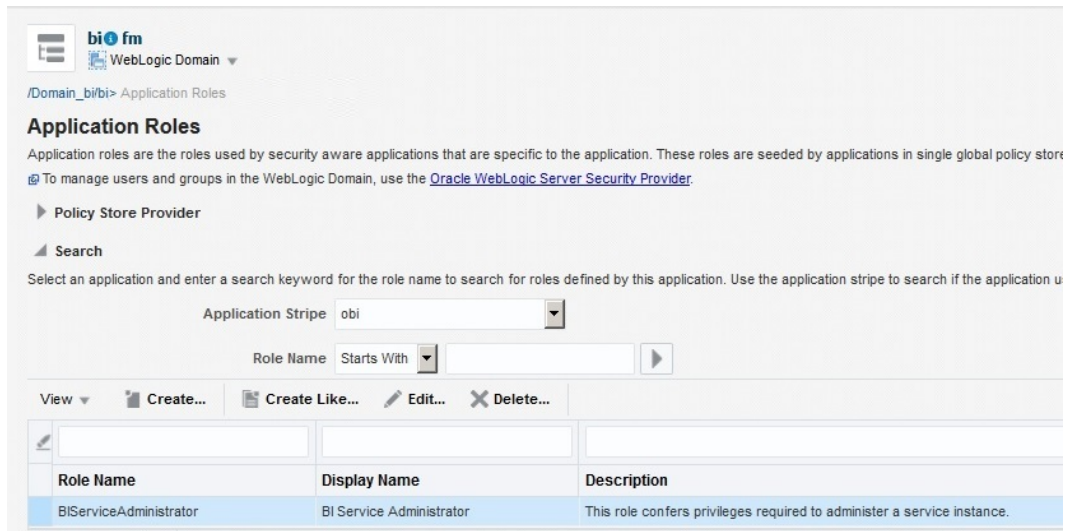 bi fm
WebLogic Domain
/Domain_bi/bi> Application Roles
Application Roles
Application roles are the roles used by security aware applications that are specific to the application. These roles are seeded by applications in single global policy store
To manage users and groups in the WebLogic Domain, use the Oracle WebLogic Server Security Provider.
Policy Store Provider
Search
Select an application and enter a search keyword for the role name to search for roles defined by this application. Use the application stripe to search if the application u
Application Stripe obi
Role Name Starts With
View Create... Create Like... Edit... Delete...
Role Name Display Name Description
BIServiceAdministrator BI Service Administrator This role confers privileges required to administer a service instance.